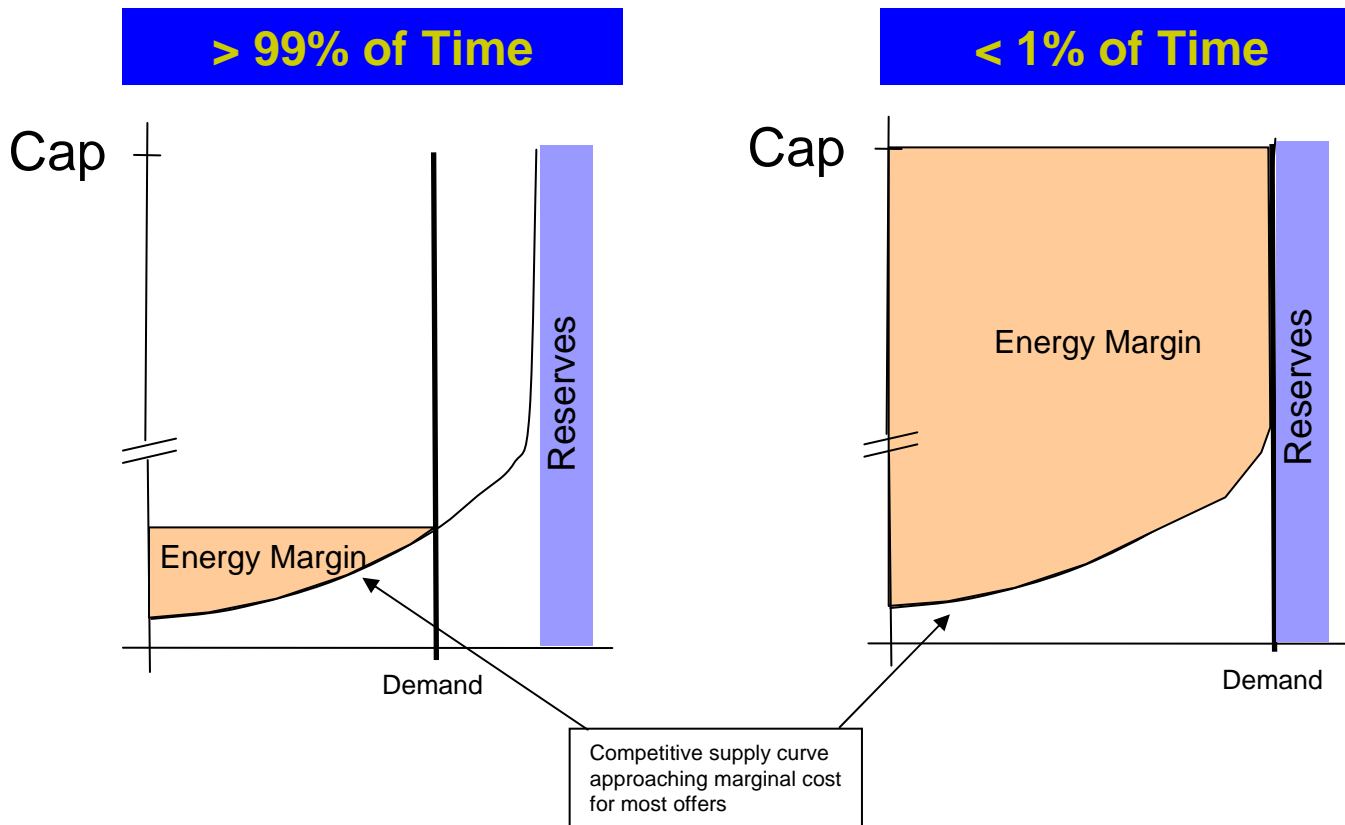 > 99% of Time
Cap
Energy Margin
Reserves
Demand
< 1% of Time
Cap
Energy Margin
Reserves
Demand
Competitive supply curve
approaching marginal cost
for most offers